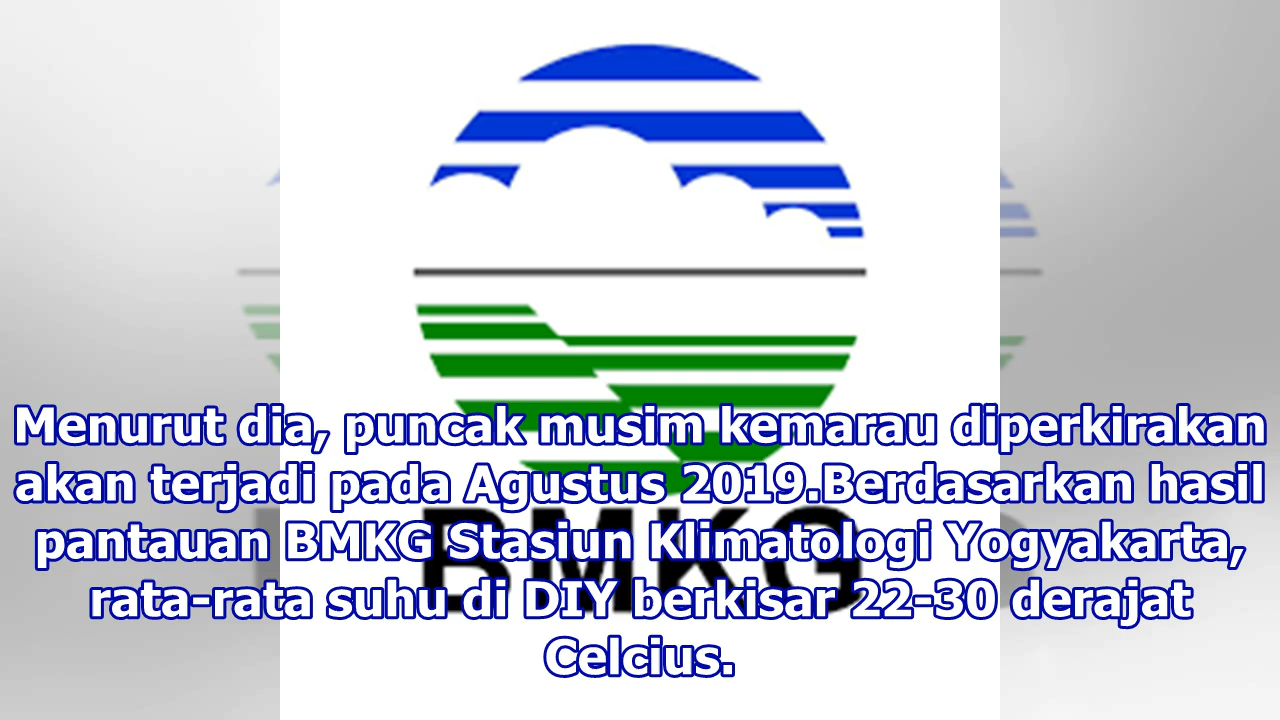 Menurut dia, puncak musim kemarau diperkirakan
akan terjadi pada Agustus 2019.Berdasarkan hasil
pantauan BMKG Stasiun Klimatologi Yogyakarta,
rata-rata suhu di DIY berkisar 22-30 derajat
Celcius.
BMKG